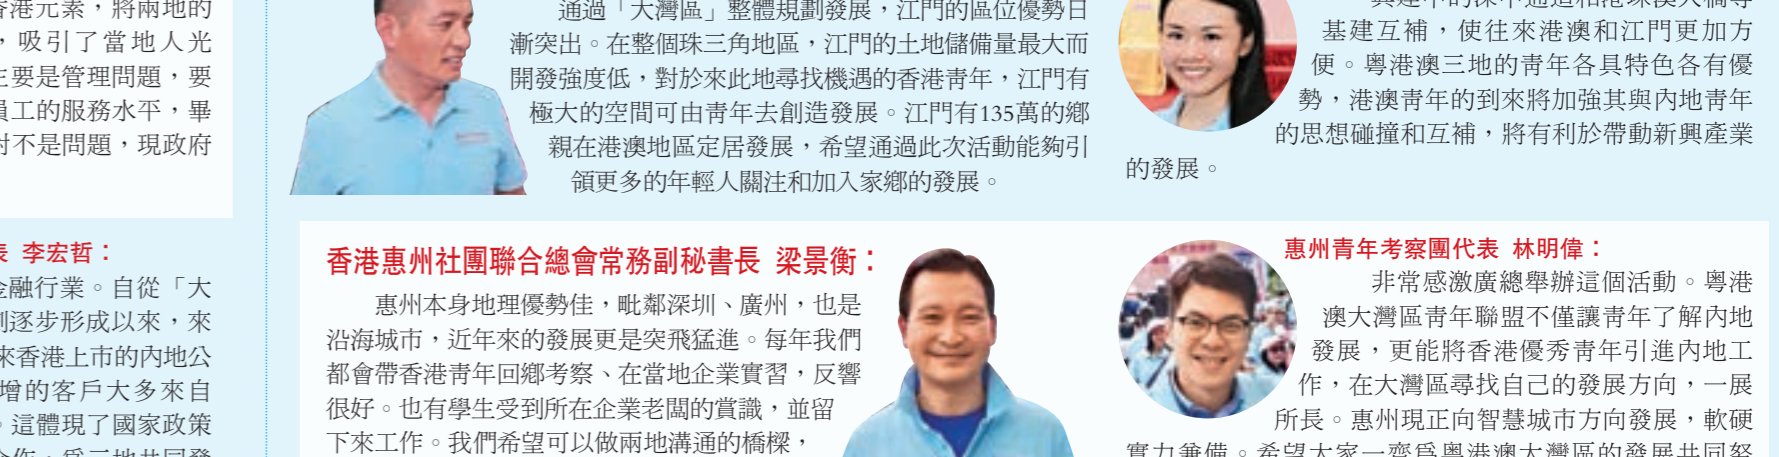 香港元素，將兩地的
，吸引了當地人光
主要是管理問題，要
員工的服務水平，畢
對不是問題，現政府
李宏哲：
金融行業。自從「大
劃逐步形成以來，來
來香港上市的內地公
增的客戶大多來自
。這體現了國家政策
通過「大灣區」整體規劃發展，江門的區位優勢日
漸突出。在整個珠三角地區，江門的土地儲備量最大而
開發強度低，對於來此地尋找機遇的香港青年，江門有
極大的空間可由青年去創造發展。江門有135萬的鄉
親在港澳地區定居發展，希望通過此次活動能夠引
領更多的年輕人關注和加入家鄉的發展。
基建互補，使往來港澳和江門更加方
便。粵港澳三地的青年各具特色各有優
勢，港澳青年的到來將加強其與內地青年
的思想碰撞和互補，將有利於帶動新興產業
的發展。
香港惠州社團聯合總會常務副秘書長 梁景衡：
惠州本身地理優勢佳，毗鄰深圳、廣州，也是
沿海城市，近年來的發展更是突飛猛進。每年我們
都會帶香港青年回鄉考察、在當地企業實習，反響
很好。也有學生受到所在企業老闆的賞識，並留
下來工作。我們希望可以做兩地溝通的橋樑，
惠州青年考察團代表 林明偉：
非常感激廣總舉辦這個活動。粵港
澳大灣區青年聯盟不僅讓青年了解內地
發展，更能將香港優秀青年引進內地工
作，在大灣區尋找自己的發展方向，一展
所長。惠州現正向智慧城市方向發展，軟硬
實力兼備。希望大家一齊為粵港澳大灣區的發展共同努